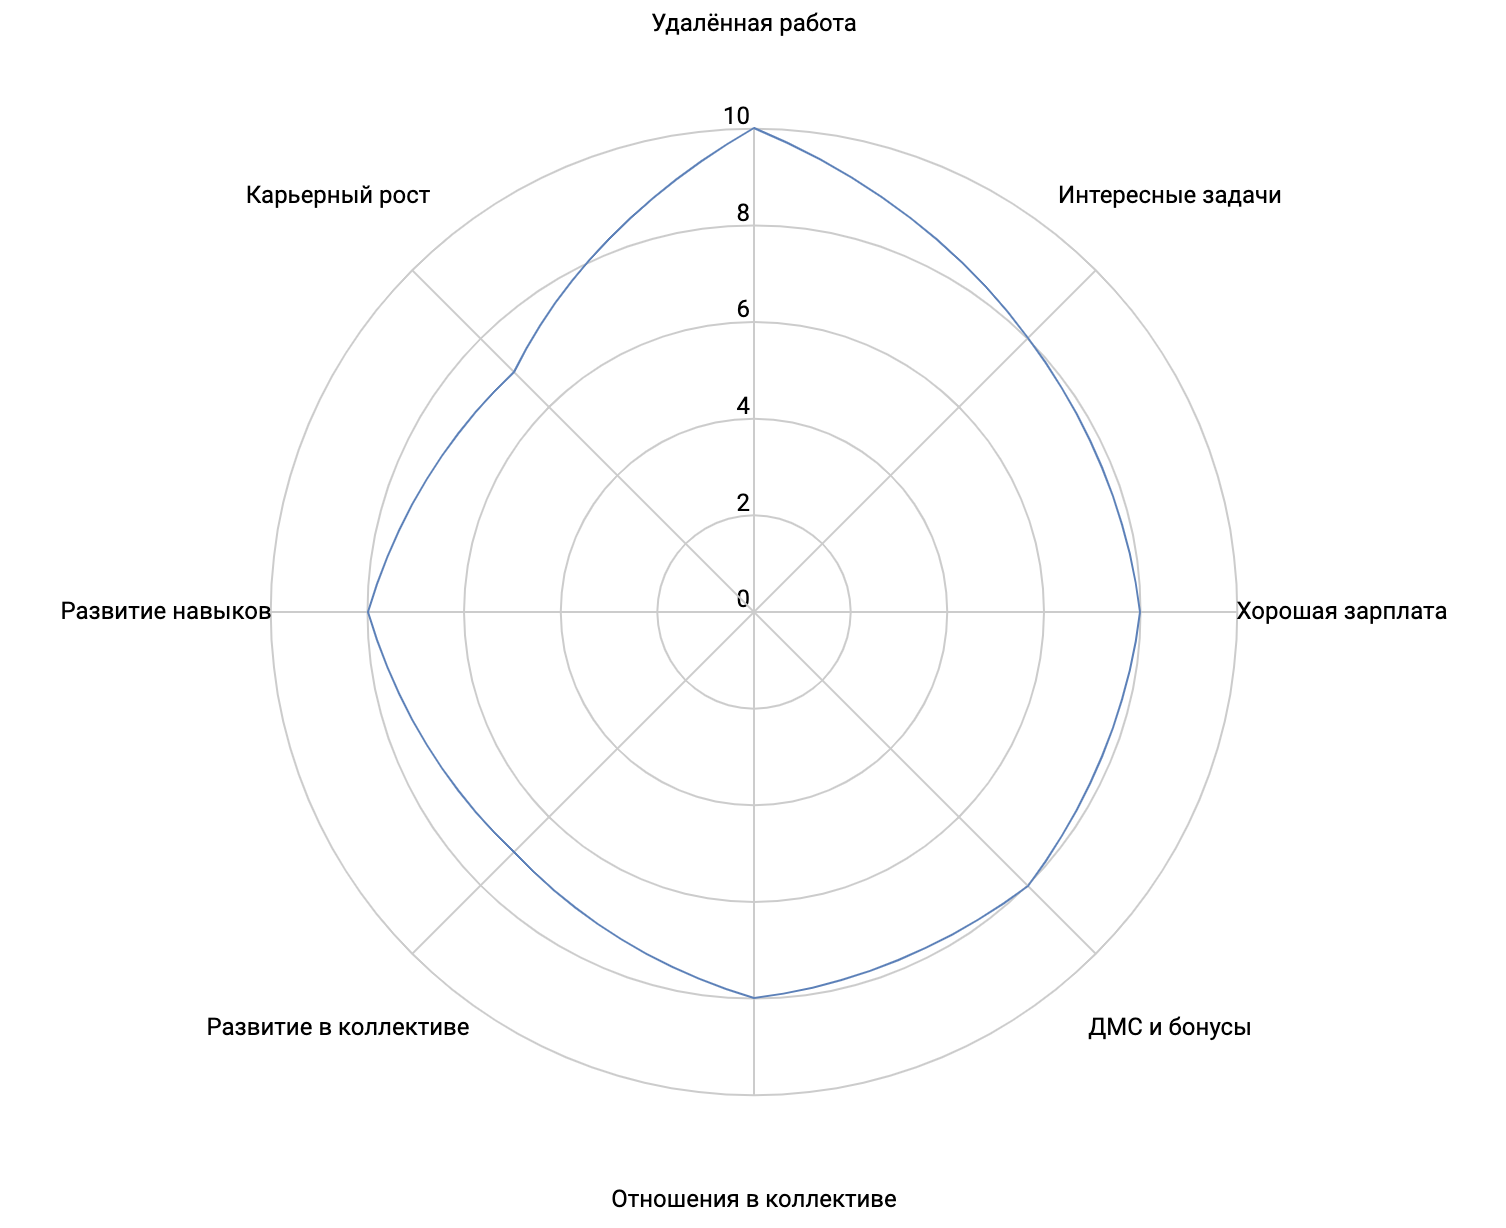 Удалённая работа
10
Карьерный рост
Интересные задачи
8
6
4
2
0
Развитие навыков
Хорошая зарплата
Развитие в коллективе
ДМС и бонусы
Отношения в коллективе